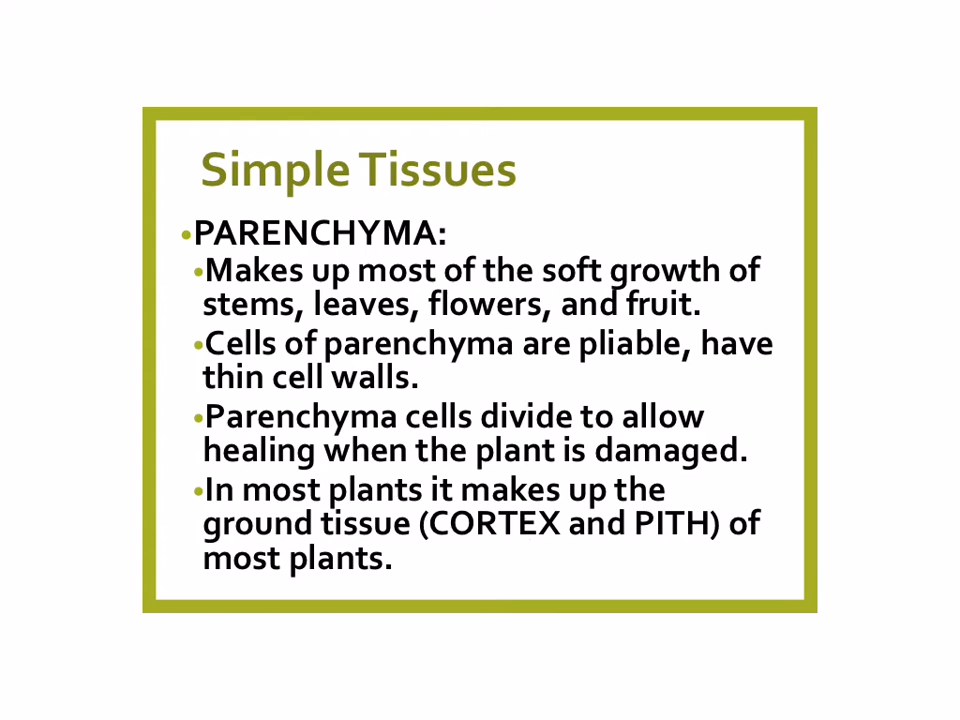 Simple Tissues
•PARENCHYMA:
•Makes up most of the soft growth of
stems, leaves, flowers, and fruit.
•Cells of parenchyma are pliable, have
thin cell walls.
•Parenchyma cells divide to allow
healing when the plant is damaged.
•In most plants it makes up the
ground tissue (CORTEX and PITH) of
most plants.